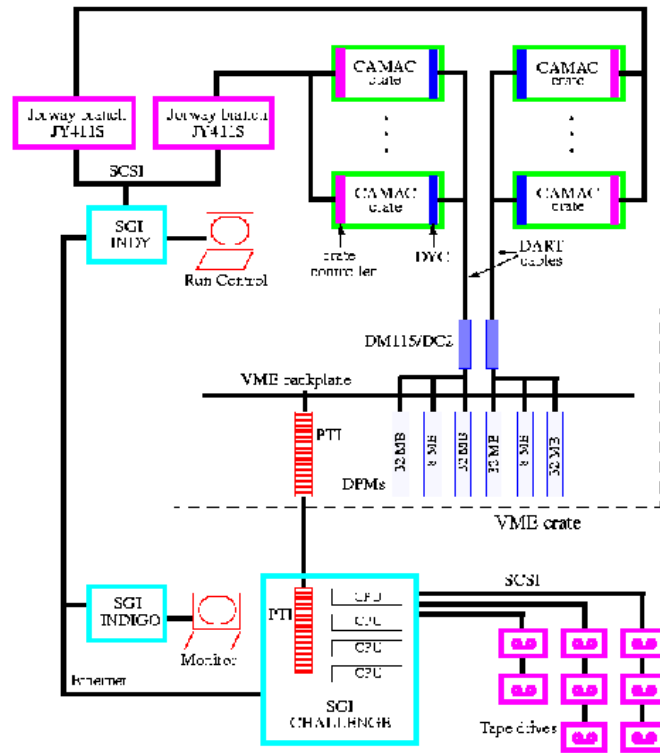 CAMAC
crate
CAMAC
crate
Jorway branch
JY411S
Jorway branch
JY411S
SCSI
CAMAC
crate
CAMAC
crate
SGI
INDY
Run Control
crate
controller
DYC
DART
cables
DM115/DC2
VME backplane
PTI
32 MB
8 MB
32 MB
32 MB
8 MB
32 MB
DPMs
VME crate
SCSI
SGI
INDIGO
Monitor
PTI
CPU
CPU
CPU
CPU
Ethernet
SGI
CHALLENGE
Tape drives